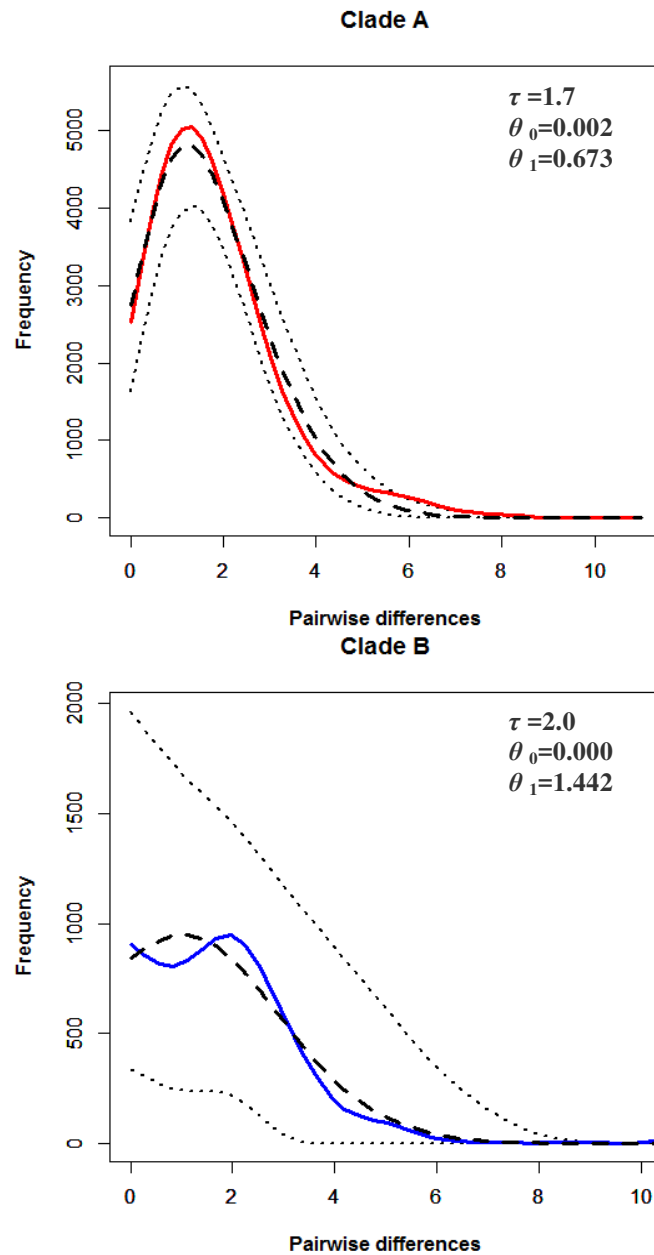 Clade A
τ =1.7
θ 0=0.002
θ 1=0.673
Frequency
5000
4000
3000
2000
1000
0
0 2 4 6 8 10
Pairwise differences
Clade B
τ =2.0
θ 0=0.000
θ 1=1.442
Frequency
2000
1500
1000
500
0
0 2 4 6 8 10
Pairwise differences